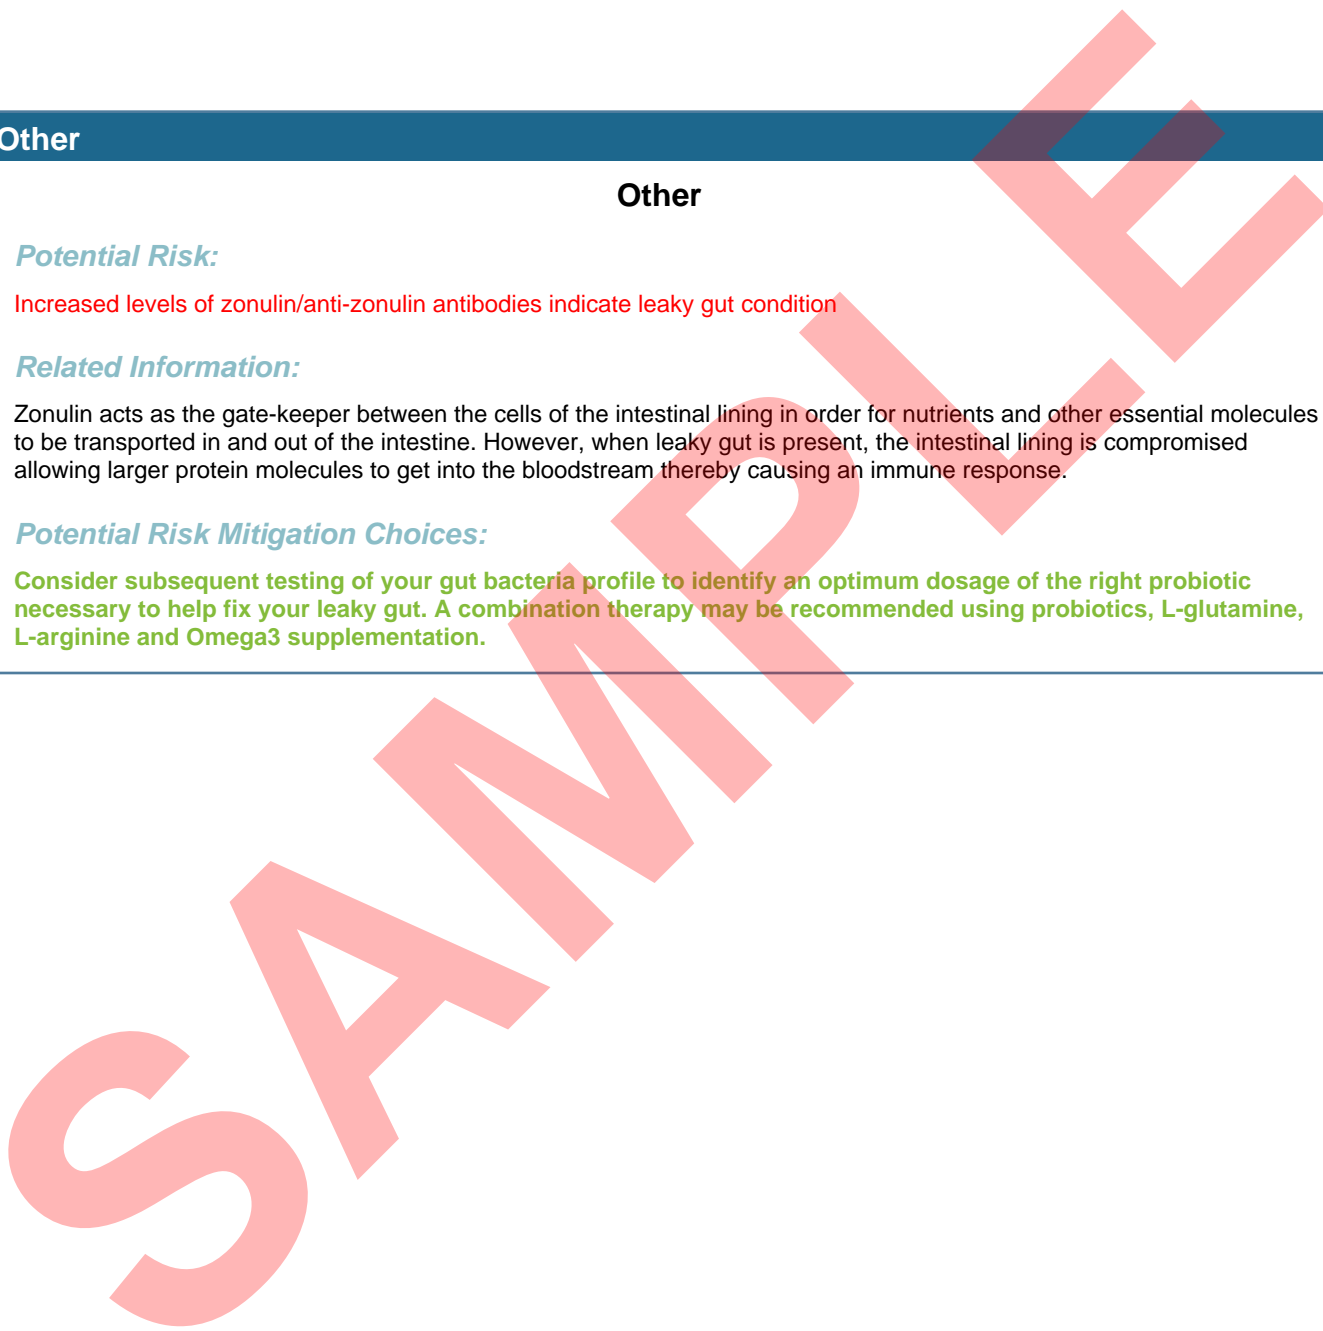 Other
Other
Potential Risk:
Increased levels of zonulin/anti-zonulin antibodies indicate leaky gut condition
Related Information:
Zonulin acts as the gate-keeper between the cells of the intestinal lining in order for nutrients and other essential molecules
to be transported in and out of the intestine. However, when leaky gut is present, the intestinal lining is compromised
allowing larger protein molecules to get into the bloodstream thereby causing an immune response.
Potential Risk Mitigation Choices:
Consider subsequent testing of your gut bacteria profile to identify an optimum dosage of the right probiotic
necessary to help fix your leaky gut. A combination therapy may be recommended using probiotics, L-glutamine,
L-arginine and Omega3 supplementation.
SAMPLE